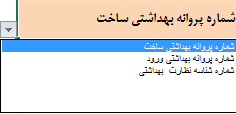 شماره پروانه بهداشتی ساخت
شماره پروانه بهداشتی ساخت
شماره پروانه بهداشتی ورود
شماره شناسه نظارت بهداشتی